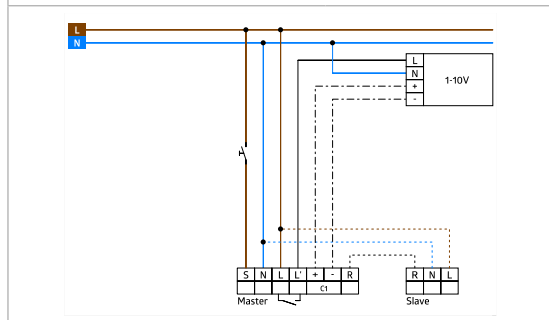 L
N
L
N
+
-
1-10V
S N L L' + - R
C1
Master
R N L
Slave